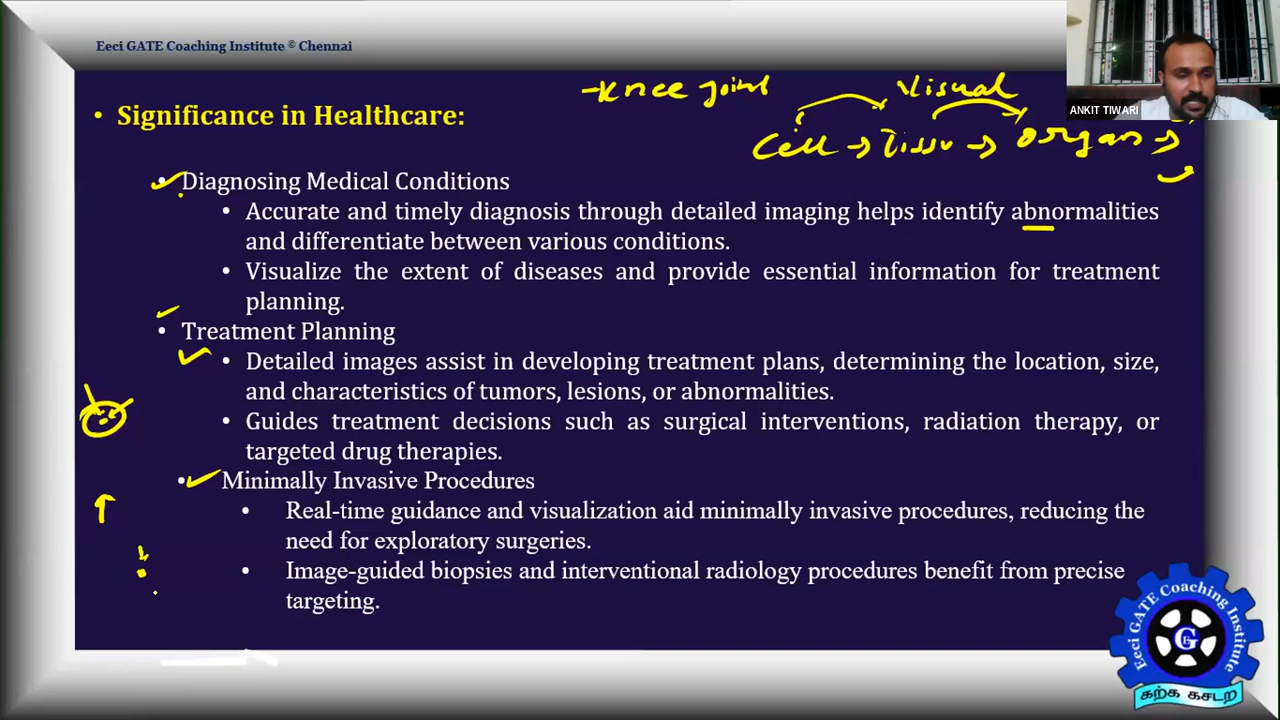 Eeci GATE Coaching Institute © Chennai
- Knee joint
Visual
ANKIT TIWARI
• Significance in Healthcare:
Cell → Tissu → Organ →
• Diagnosing Medical Conditions
• Accurate and timely diagnosis through detailed imaging helps identify abnormalities
and differentiate between various conditions.
• Visualize the extent of diseases and provide essential information for treatment
planning.
• Treatment Planning
• Detailed images assist in developing treatment plans, determining the location, size,
and characteristics of tumors, lesions, or abnormalities.
• Guides treatment decisions such as surgical interventions, radiation therapy, or
targeted drug therapies.
• Minimally Invasive Procedures
• Real-time guidance and visualization aid minimally invasive procedures, reducing the
need for exploratory surgeries.
• Image-guided biopsies and interventional radiology procedures benefit from precise
targeting.
Eeci GATE Coaching Institute
கற்க கசடற